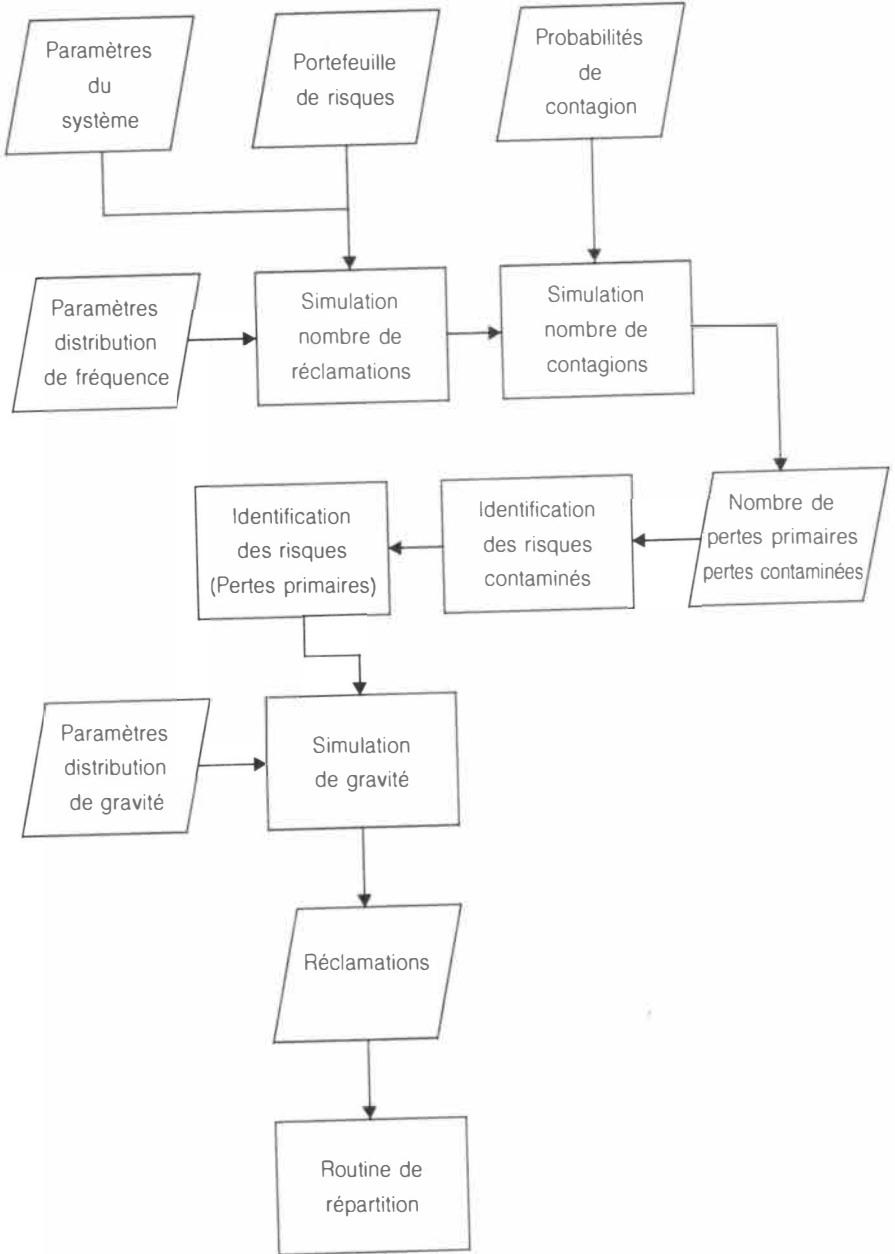 Paramètres
du
système
Portefeuille
de risques
Probabilités
de
contagion
Paramètres
distribution
de fréquence
Simulation
nombre de
réclamations
Simulation
nombre de
contagions
Identification
des risques
(Pertes primaires)
Identification
des risques
contaminés
Nombre de
pertes primaires
pertes contaminées
Paramètres
distribution
de gravité
Simulation
de gravité
Réclamations
Routine de
répartition